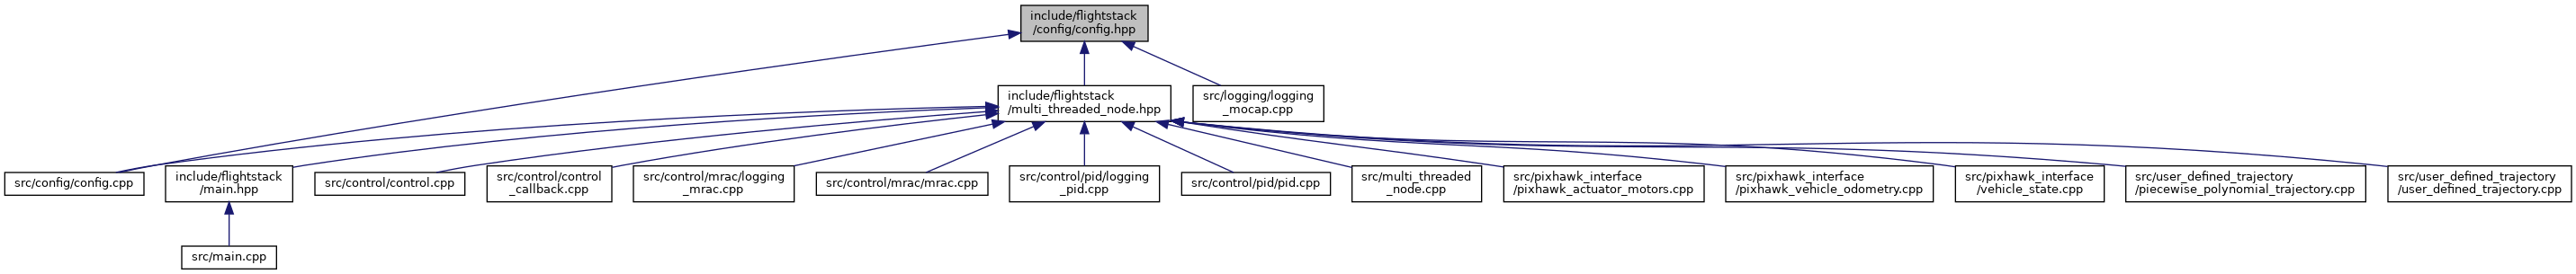 include/flightstack
/config/config.hpp
include/flightstack
/multi_threaded_node.hpp
src/logging/logging
_mocap.cpp
src/config/config.cpp
include/flightstack
/main.hpp
src/control/control.cpp
src/control/control
_callback.cpp
src/control/mrac/logging
_mrac.cpp
src/control/mrac/mrac.cpp
src/control/pid/logging
_pid.cpp
src/control/pid/pid.cpp
src/multi_threaded
_node.cpp
src/pixhawk_interface
/pixhawk_actuator_motors.cpp
src/pixhawk_interface
/pixhawk_vehicle_odometry.cpp
src/pixhawk_interface
/vehicle_state.cpp
src/user_defined_trajectory
/piecewise_polynomial_trajectory.cpp
src/user_defined_trajectory
/user_defined_trajectory.cpp
src/main.cpp